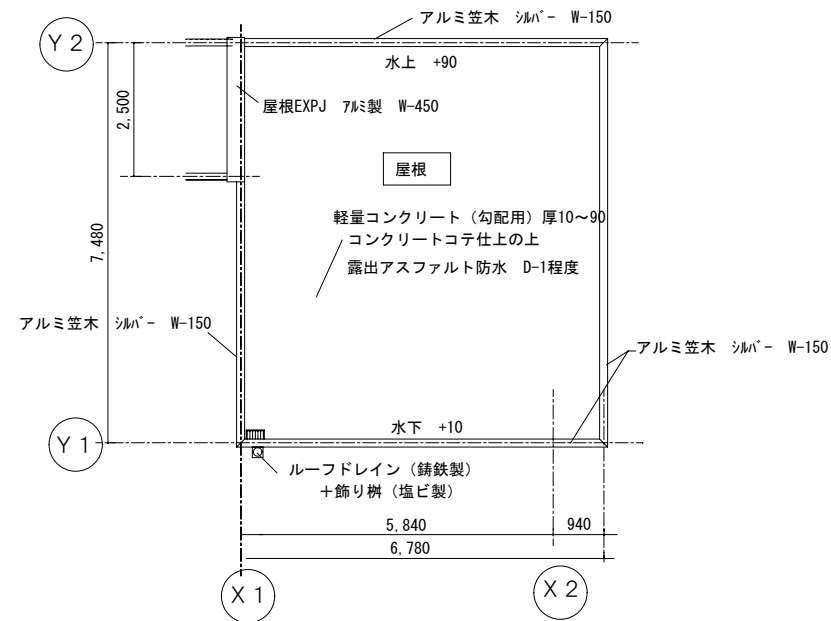 アルミ笠木 ｼﾙﾊﾞｰ W-150
Y 2
水上 +90
屋根EXPJ ｱﾙﾐ製 W-450
2,500
屋根
軽量コンクリート（勾配用）厚10～90
コンクリートコテ仕上の上
露出アスファルト防水 D-1程度
7,480
アルミ笠木 ｼﾙﾊﾞｰ W-150
アルミ笠木 ｼﾙﾊﾞｰ W-150
水下 +10
Y 1
ルーフドレイン（鋳鉄製）
＋飾り桝（塩ビ製）
5,840
940
6,780
X 1
X 2